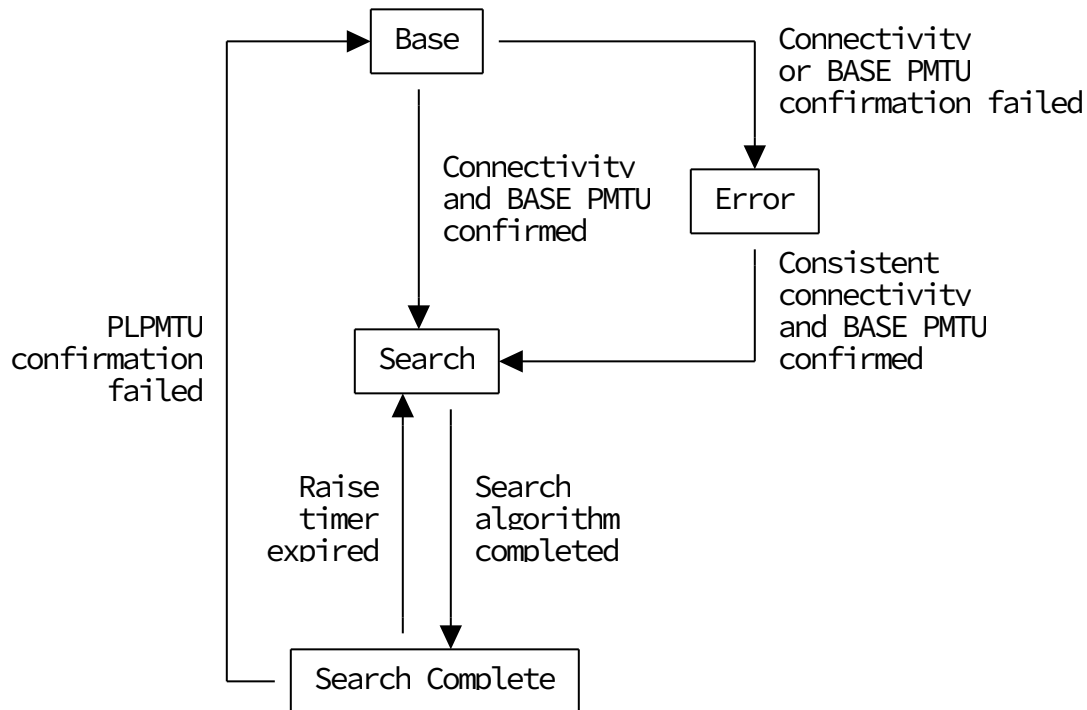 Base
Connectivity
or BASE PMTU
confirmation failed
Connectivity
and BASE PMTU
confirmed
Error
Consistent
connectivity
and BASE PMTU
confirmed
PLPMTU
confirmation
failed
Search
Raise
timer
expired
Search
algorithm
completed
Search Complete